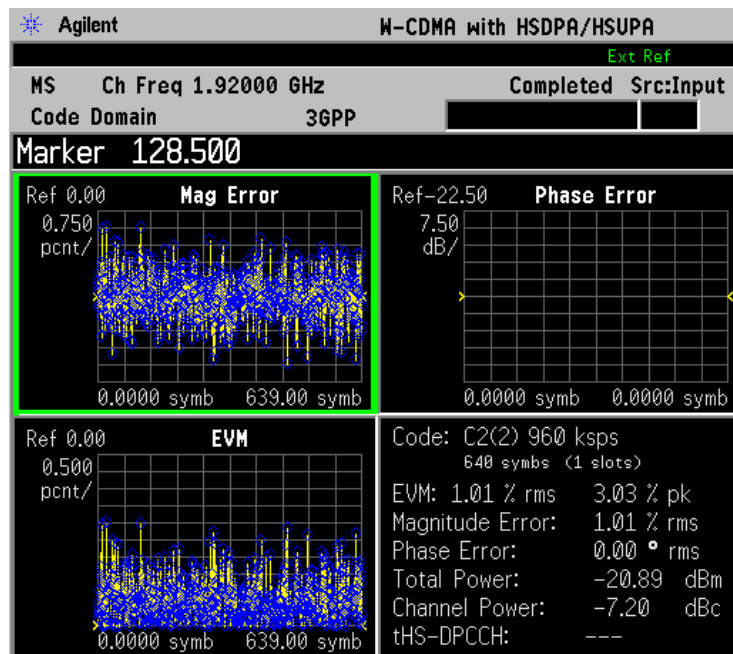 Agilent W-CDMA with HSDPA/HSUPA
Ext Ref
MS Ch Freq 1.92000 GHz Completed Src:Input
Code Domain 3GPP
Marker 128.500
Ref 0.00 Mag Error
0.750
pcnt/
0.0000 symb 639.00 symb
Ref-22.50 Phase Error
7.50
dB/
0.0000 symb 0.0000 symb
Ref 0.00 EVM
0.500
pcnt/
0.0000 symb 639.00 symb
Code: C2(2) 960 ksps
640 symbs (1 slots)
EVM: 1.01 % rms 3.03 % pk
Magnitude Error: 1.01 % rms
Phase Error: 0.00 ° rms
Total Power: -20.89 dBm
Channel Power: -7.20 dBc
tHS-DPCCH: ---